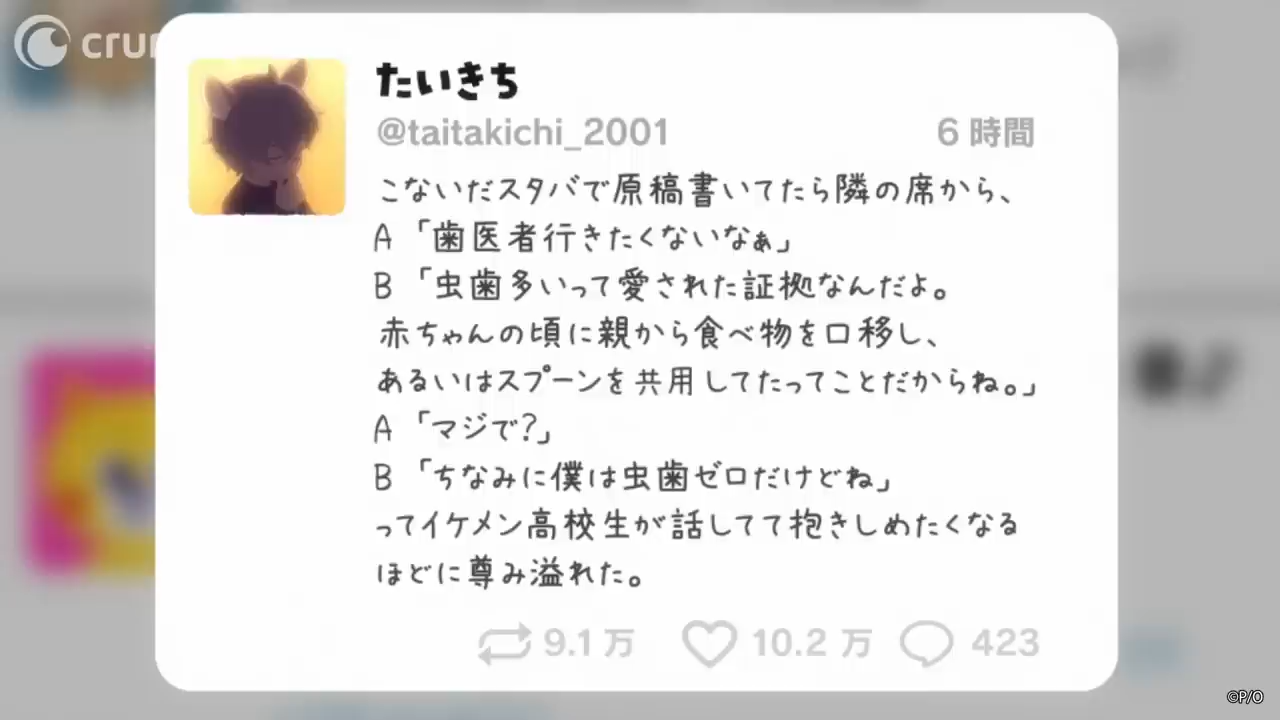 crun
たいきち
@taitakichi_2001
6 時間
こないだスタバで原稿書いてたら隣の席から、
A 「歯医者行きたくないなぁ」
B 「虫歯多いって愛された証拠なんだよ。
赤ちゃんの頃に親から食べ物を口移し、
あるいはスプーンを共用してたってことだからね。」
A 「マジで?」
B 「ちなみに僕は虫歯ゼロだけどね」
ってイケメン高校生が話してて抱きしめたくなる
ほどに尊み溢れた。
9.1 万
10.2 万
423
©P/O